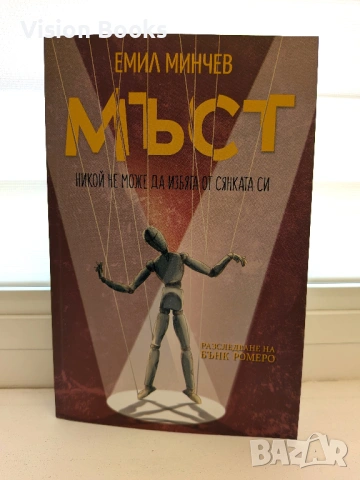 Vision Books
ЕМИЛ МИНЧЕВ
МЪСТ
НИКОЙ НЕ МОЖЕ ДА ИЗБЯГА ОТ СЯНКАТА СИ
РАЗСЛЕДВАНЕ НА
БЪНК РОМЕРО
BAZAR